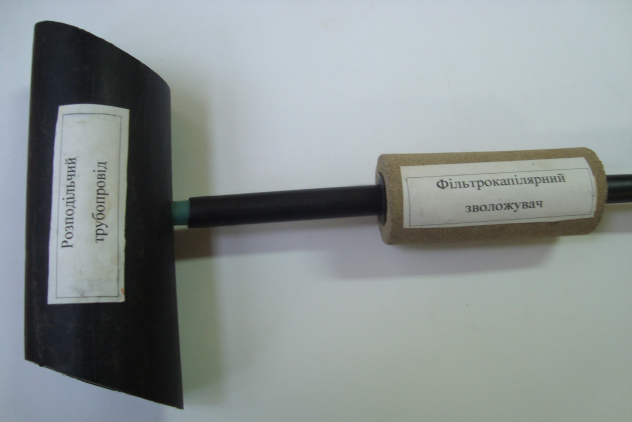 Розподільчий
трубопровід
Фільтрокапілярний
зволожувач